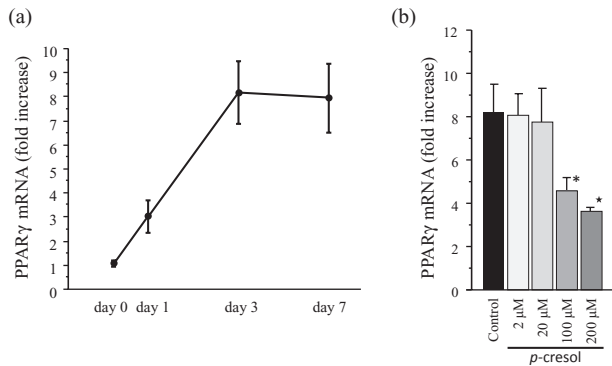 (a)
PPARγ mRNA (fold increase)
10
9
8
7
6
5
4
3
2
1
0
day 0 day 1 day 3 day 7
(b)
PPARγ mRNA (fold increase)
12
10
8
6
4
2
0
* 
★
Control 2 μM 20 μM 100 μM 200 μM
p-cresol